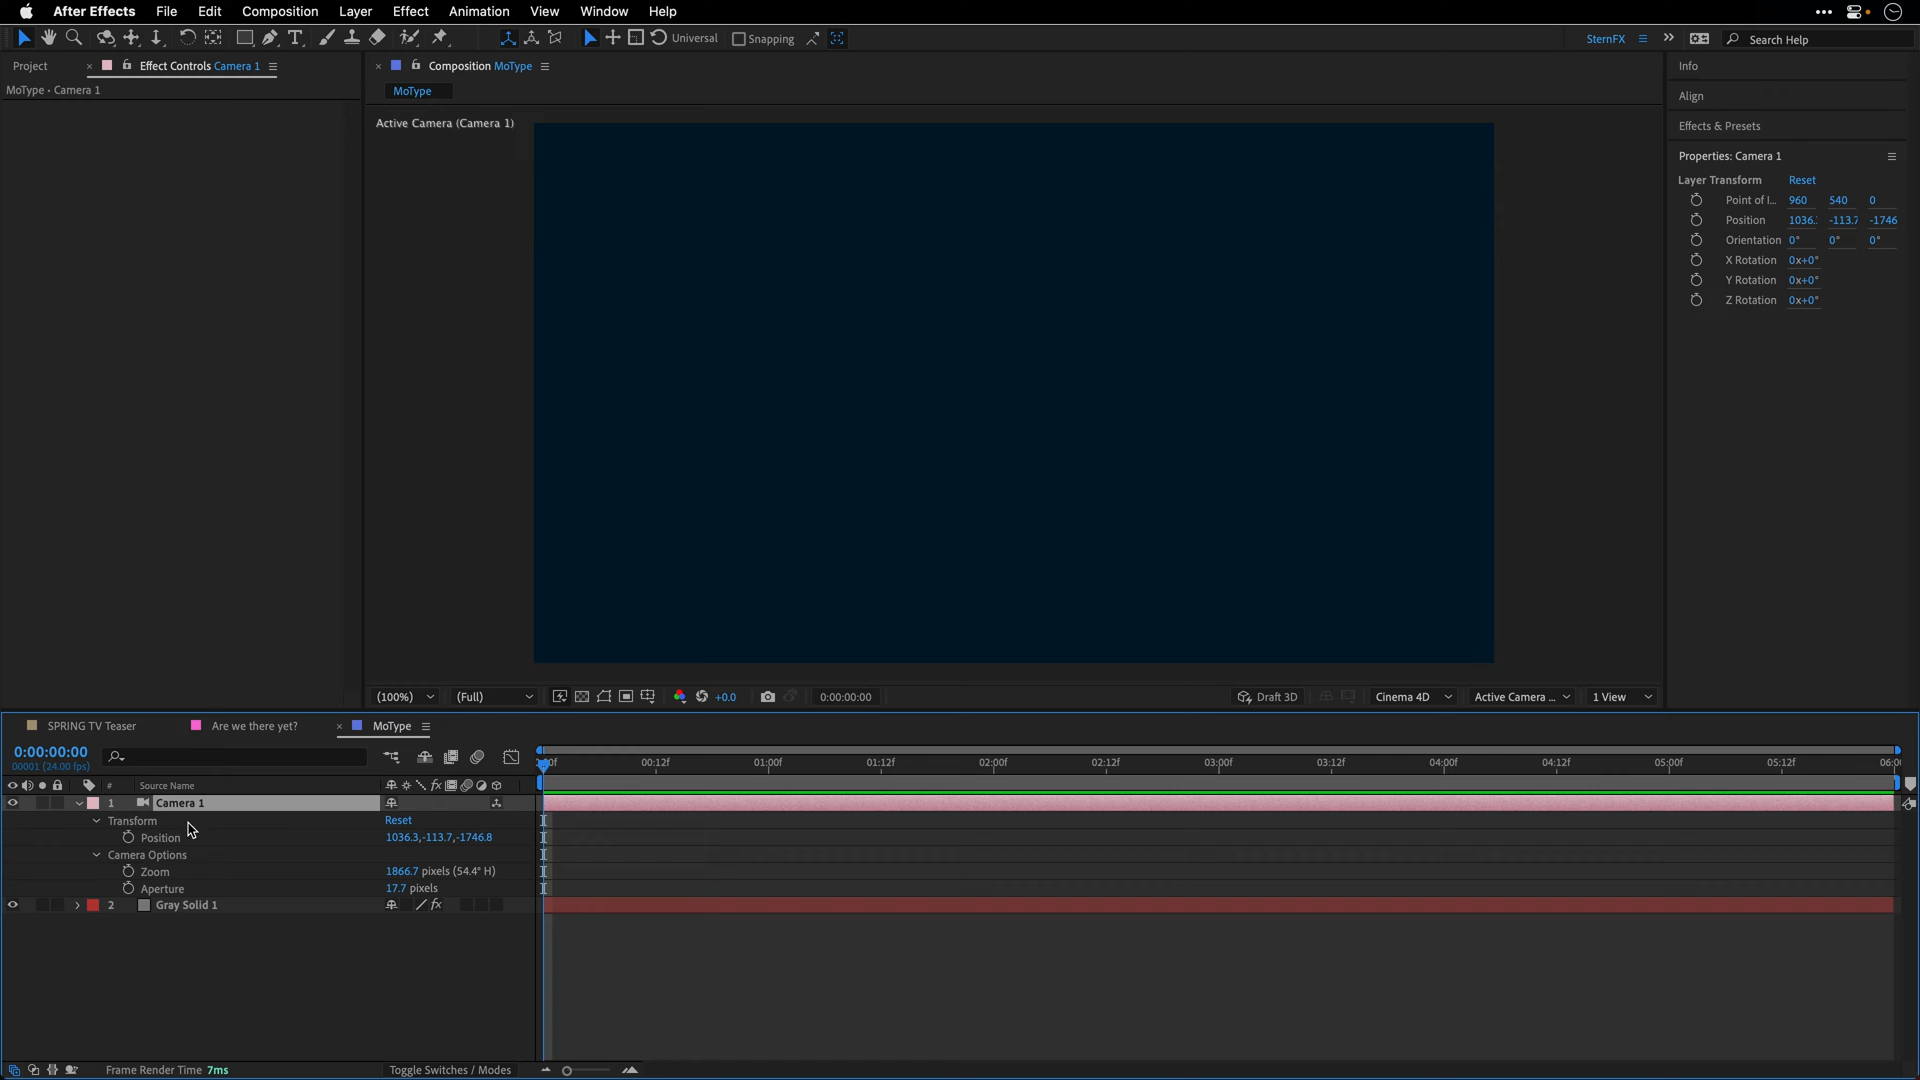 After Effects File Edit Composition Layer Effect Animation View Window Help
Universal Snapping SternFX Search Help
Project Effect Controls Camera 1 Composition MoType Info
MoType • Camera 1 MoType
Align
Active Camera (Camera 1) Effects & Presets
Properties: Camera 1
Layer Transform Reset
Point of I... 960 540 0
Position 1036.: -113.7 -1746
Orientation 0° 0° 0°
X Rotation 0x+0°
Y Rotation 0x+0°
Z Rotation 0x+0°
(100%) (Full) +0.0 0:00:00:00 Draft 3D Cinema 4D Active Camera ... 1 View
SPRING TV Teaser Are we there yet? MoType
0:00:00:00
00001 (24.00 fps)
00:12f 01:00f 01:12f 02:00f 02:12f 03:00f 03:12f 04:00f 04:12f 05:00f 05:12f 06:0
# Source Name
1 Camera 1
Transform Reset
Position 1036.3,-113.7,-1746.8
Camera Options
Zoom 1866.7 pixels (54.4° H)
Aperture 17.7 pixels
2 Gray Solid 1
Frame Render Time 7ms Toggle Switches / Modes